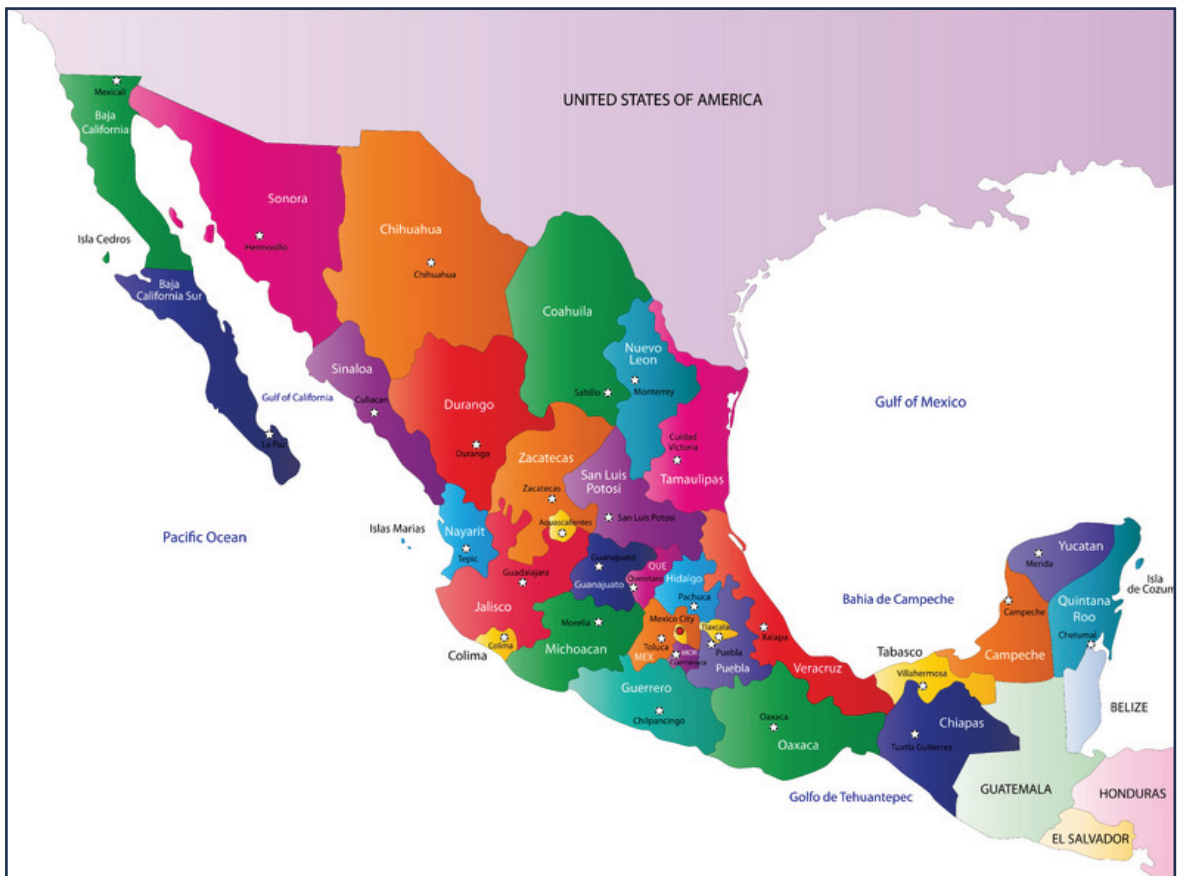 UNITED STATES OF AMERICA
Mexicali
Baja
California
Sonora
Hermosillo
Isla Cedros
Baja
California Sur
Chihuahua
Chihuahua
Coahuila
Saltillo
Nuevo
Leon
Monterrey
Sinaloa
Culiacan
Gulf of California
La Paz
Durango
Durango
Gulf of Mexico
Cuidad
Victoria
Tamaulipas
Zacatecas
Zacatecas
San Luis
Potosi
San Luis Potosi
Aguascalientes
Pacific Ocean
Islas Marias
Nayarit
Tepic
Guadalajara
Jalisco
Guanajuato
Guanajuato
QUE
Queretaro
Hidalgo
Pachuca
Colima
Colima
Morelia
Michoacan
Mexico City
Toluca
MEX
MOR
Cuernavaca
Tlaxcala
Puebla
Puebla
Xalapa
Veracruz
Guerrero
Chilpancingo
Oaxaca
Oaxaca
Bahia de Campeche
Yucatan
Merida
Isla
de Cozum
Campeche
Quintana
Roo
Chetumal
Campeche
Tabasco
Villahermosa
Chiapas
Tuxtla Gutierrez
BELIZE
Golfo de Tehuantepec
GUATEMALA
HONDURAS
EL SALVADOR